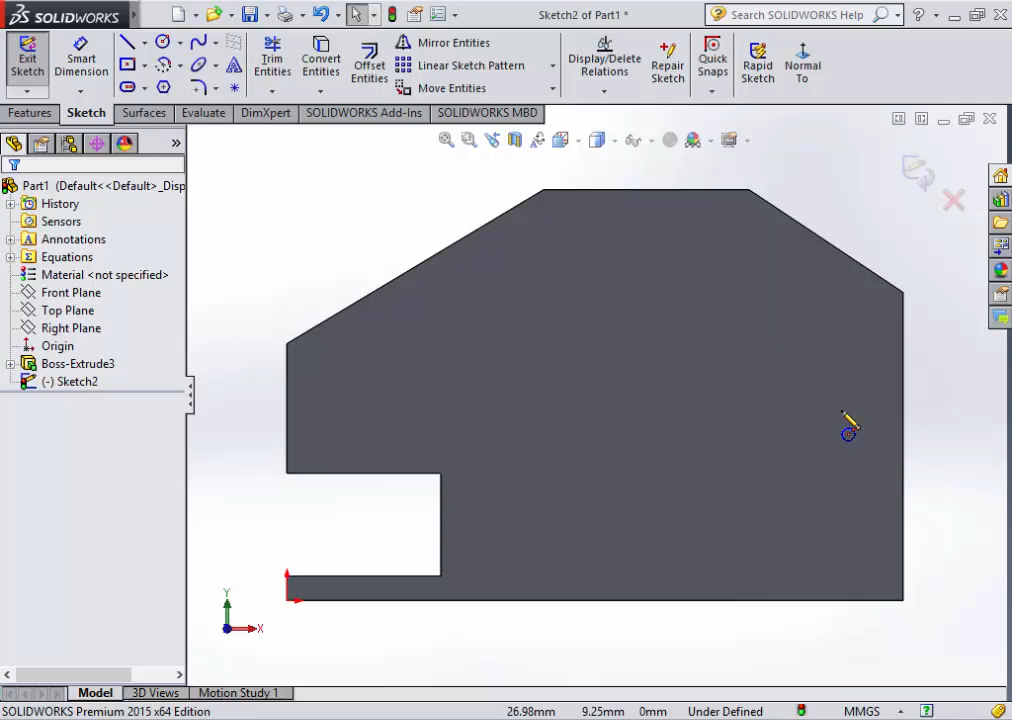 SOLIDWORKS
Sketch2 of Part1 *
Search SOLIDWORKS Help
Exit Sketch
Smart Dimension
Trim Entities
Convert Entities
Offset Entities
Mirror Entities
Linear Sketch Pattern
Move Entities
Display/Delete Relations
Repair Sketch
Quick Snaps
Rapid Sketch
Normal To
Features
Sketch
Surfaces
Evaluate
DimXpert
SOLIDWORKS Add-Ins
SOLIDWORKS MBD
Part1 (Default<<Default>_Disp
History
Sensors
Annotations
Equations
Material <not specified>
Front Plane
Top Plane
Right Plane
Origin
Boss-Extrude3
(-) Sketch2
Y
X
Model
3D Views
Motion Study 1
SOLIDWORKS Premium 2015 x64 Edition
26.98mm
9.25mm
0mm
Under Defined
MMGS